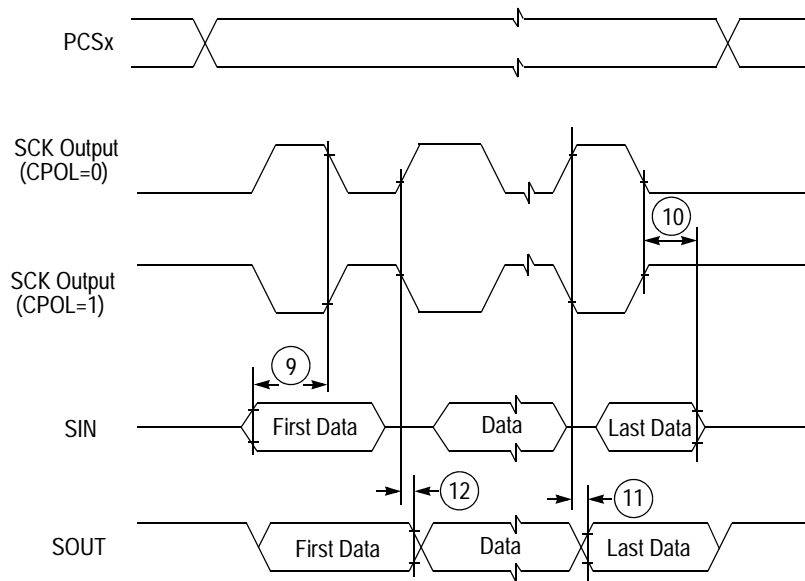 PCSx
SCK Output
(CPOL=0)
10
SCK Output
(CPOL=1)
9
SIN
First Data
Data
Last Data
12
11
SOUT
First Data
Data
Last Data